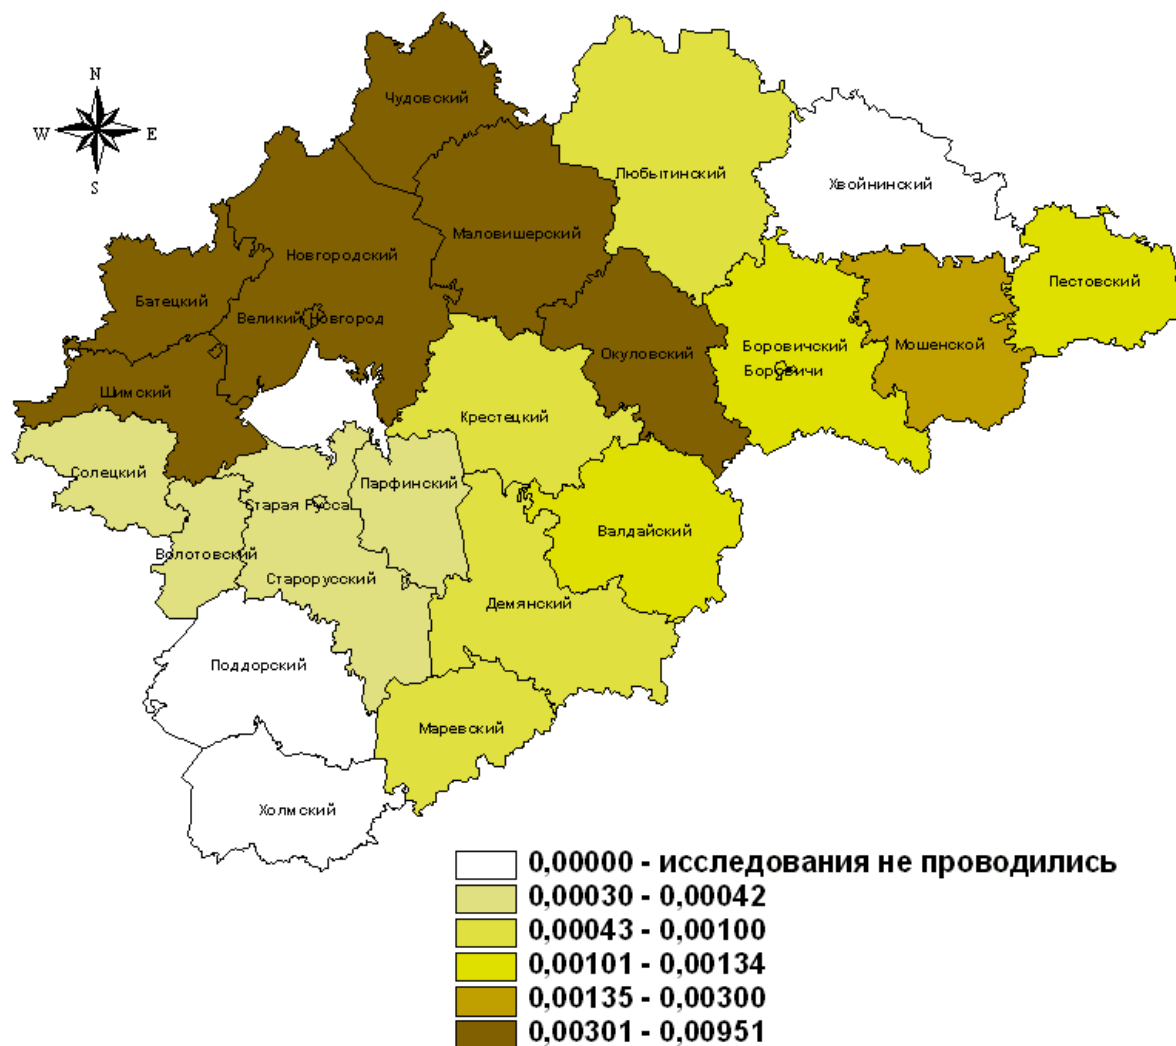 N
W E
S
Чудовский
Любытинский
Хвойнинский
Маловишерский
Новгородский
Пестовский
Батецкий
Великий Новгород
Боровичский
Мошенской
Окуловский
Боровичи
Шимский
Крестецкий
Солецкий
Парфинский
Старая Русса
Валдайский
Волотовский
Старорусский
Демянский
Поддорский
Маревский
Холмский
0,00000 - исследования не проводились
0,00030 - 0,00042
0,00043 - 0,00100
0,00101 - 0,00134
0,00135 - 0,00300
0,00301 - 0,00951